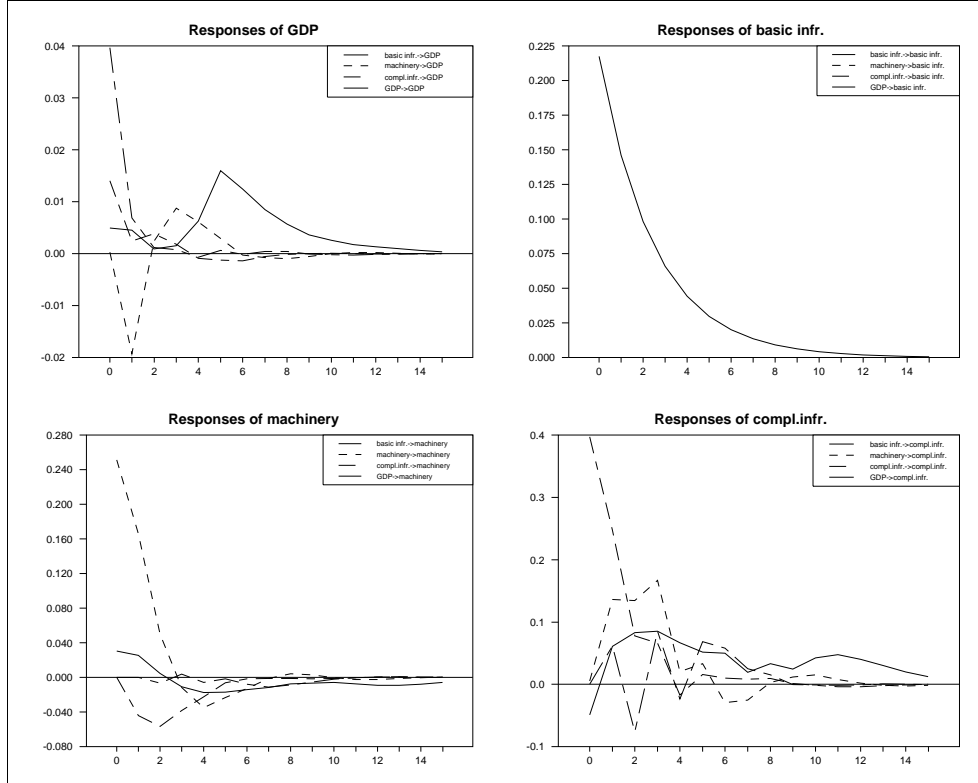 Responses of GDP
0.04
0.03
0.02
0.01
0.00
-0.01
-0.02
0 2 4 6 8 10 12 14
basic infr.->GDP
machinery->GDP
compl.infr.->GDP
GDP->GDP
Responses of basic infr.
0.225
0.200
0.175
0.150
0.125
0.100
0.075
0.050
0.025
0.000
0 2 4 6 8 10 12 14
basic infr.->basic infr.
machinery->basic infr.
compl.infr->basic infr.
GDP->basic infr.
Responses of machinery
0.280
0.240
0.200
0.160
0.120
0.080
0.040
0.000
-0.040
-0.080
0 2 4 6 8 10 12 14
basic infr.->machinery
machinery->machinery
compl.infr->machinery
GDP->machinery
Responses of compl.infr.
0.4
0.3
0.2
0.1
0.0
-0.1
0 2 4 6 8 10 12 14
basic infr.->compl.infr.
machinery->compl.infr.
compl.infr.->compl.infr.
GDP->compl.infr.